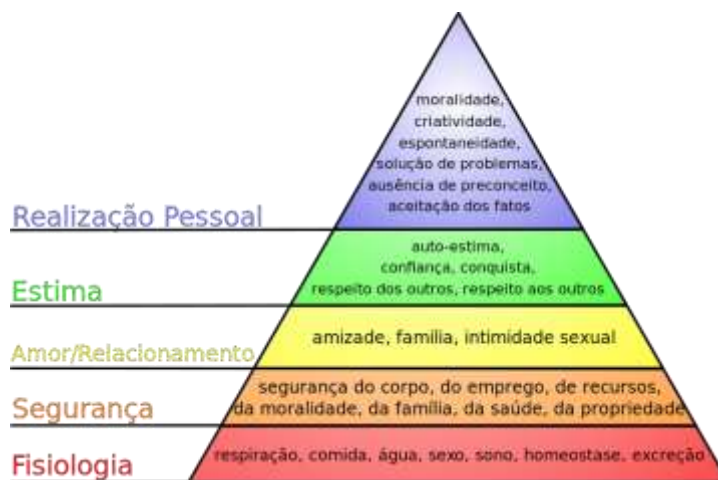 moralidade,
criatividade,
espontaneidade,
solução de problemas,
ausência de preconceito,
aceitação dos fatos
Realização Pessoal
auto-estima,
confiança, conquista,
respeito dos outros, respeito aos outros
Estima
amizade, família, intimidade sexual
Amor/Relacionamento
segurança do corpo, do emprego, de recursos,
da moralidade, da família, da saúde, da propriedade
Segurança
respiração, comida, água, sexo, sono, homeostase, excreção
Fisiologia